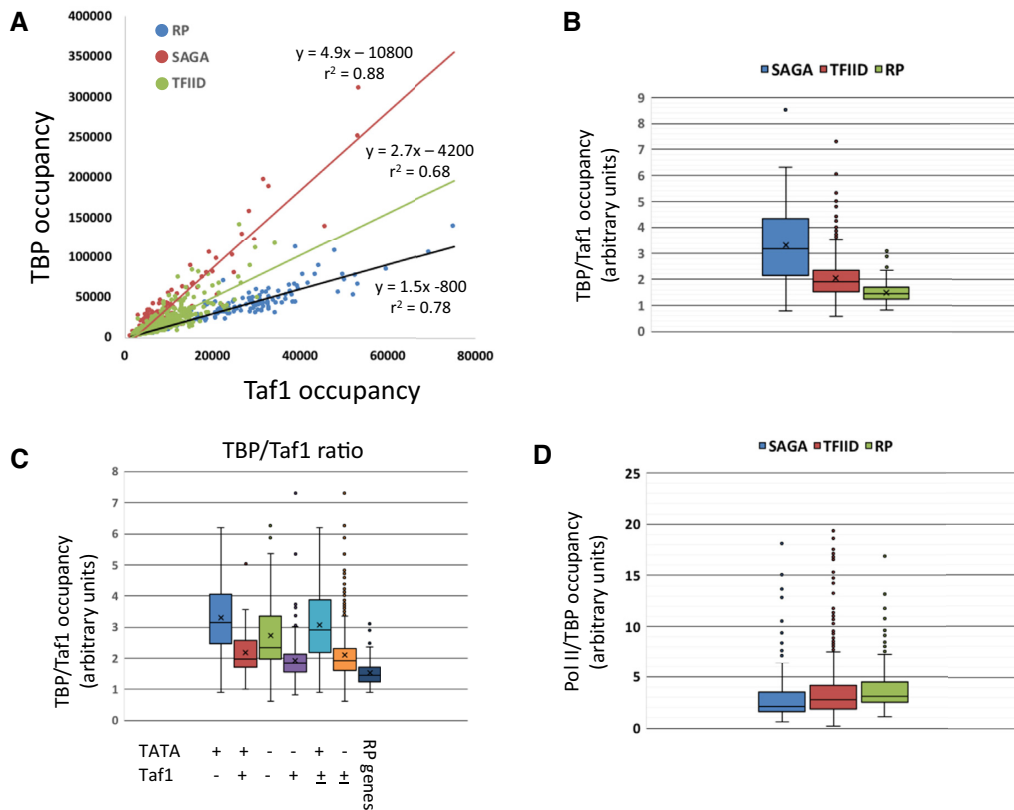 A
400000
350000
300000
250000
200000
150000
100000
50000
0
0
20000
40000
60000
80000
TBP occupancy
Taf1 occupancy
RP
SAGA
TFIID
y = 4.9x – 10800
r² = 0.88
y = 2.7x – 4200
r² = 0.68
y = 1.5x -800
r² = 0.78
B
SAGA TFIID RP
9
8
7
6
5
4
3
2
1
0
TBP/Taf1 occupancy
(arbitrary units)
C
TBP/Taf1 ratio
8
7
6
5
4
3
2
1
0
TBP/Taf1 occupancy
(arbitrary units)
TATA + + - - + -
Taf1 - + - + ± ±
RP genes
D
SAGA TFIID RP
25
20
15
10
5
0
Pol II/TBP occupancy
(arbitrary units)